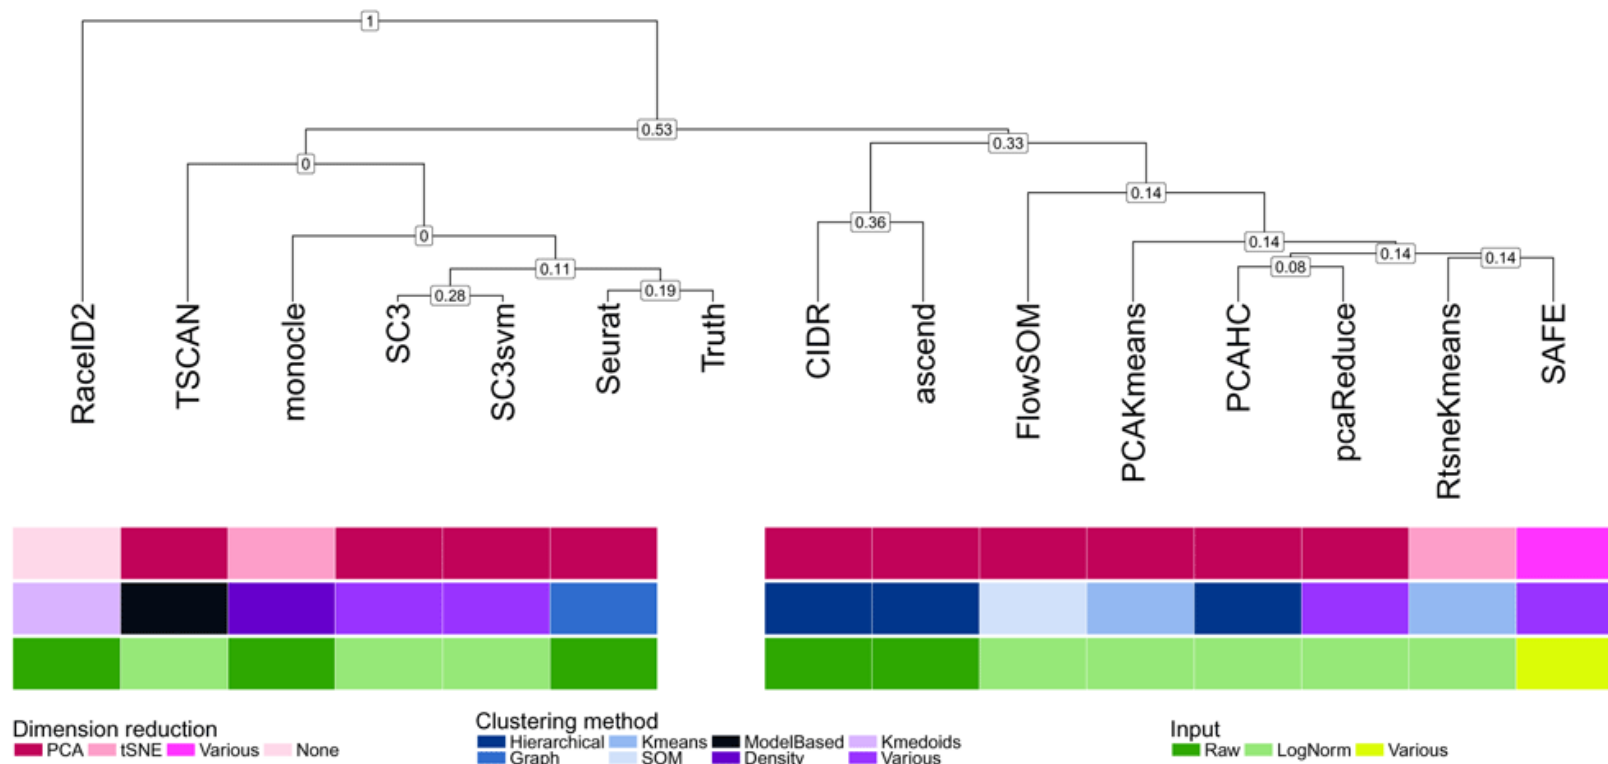 1
0.53
0.33
0
0.14
0.36
0
0.14
0.14
0.14
0.11
0.08
0.28
0.19
RaceID2
TSCAN
monocle
SC3
SC3svm
Seurat
Truth
CIDR
ascend
FlowSOM
PCAKmeans
PCAHC
pcaReduce
RtsneKmeans
SAFE
Dimension reduction
PCA tSNE Various None
Clustering method
Hierarchical Kmeans ModelBased Kmedoids
Graph SOM Density Various
Input
Raw LogNorm Various